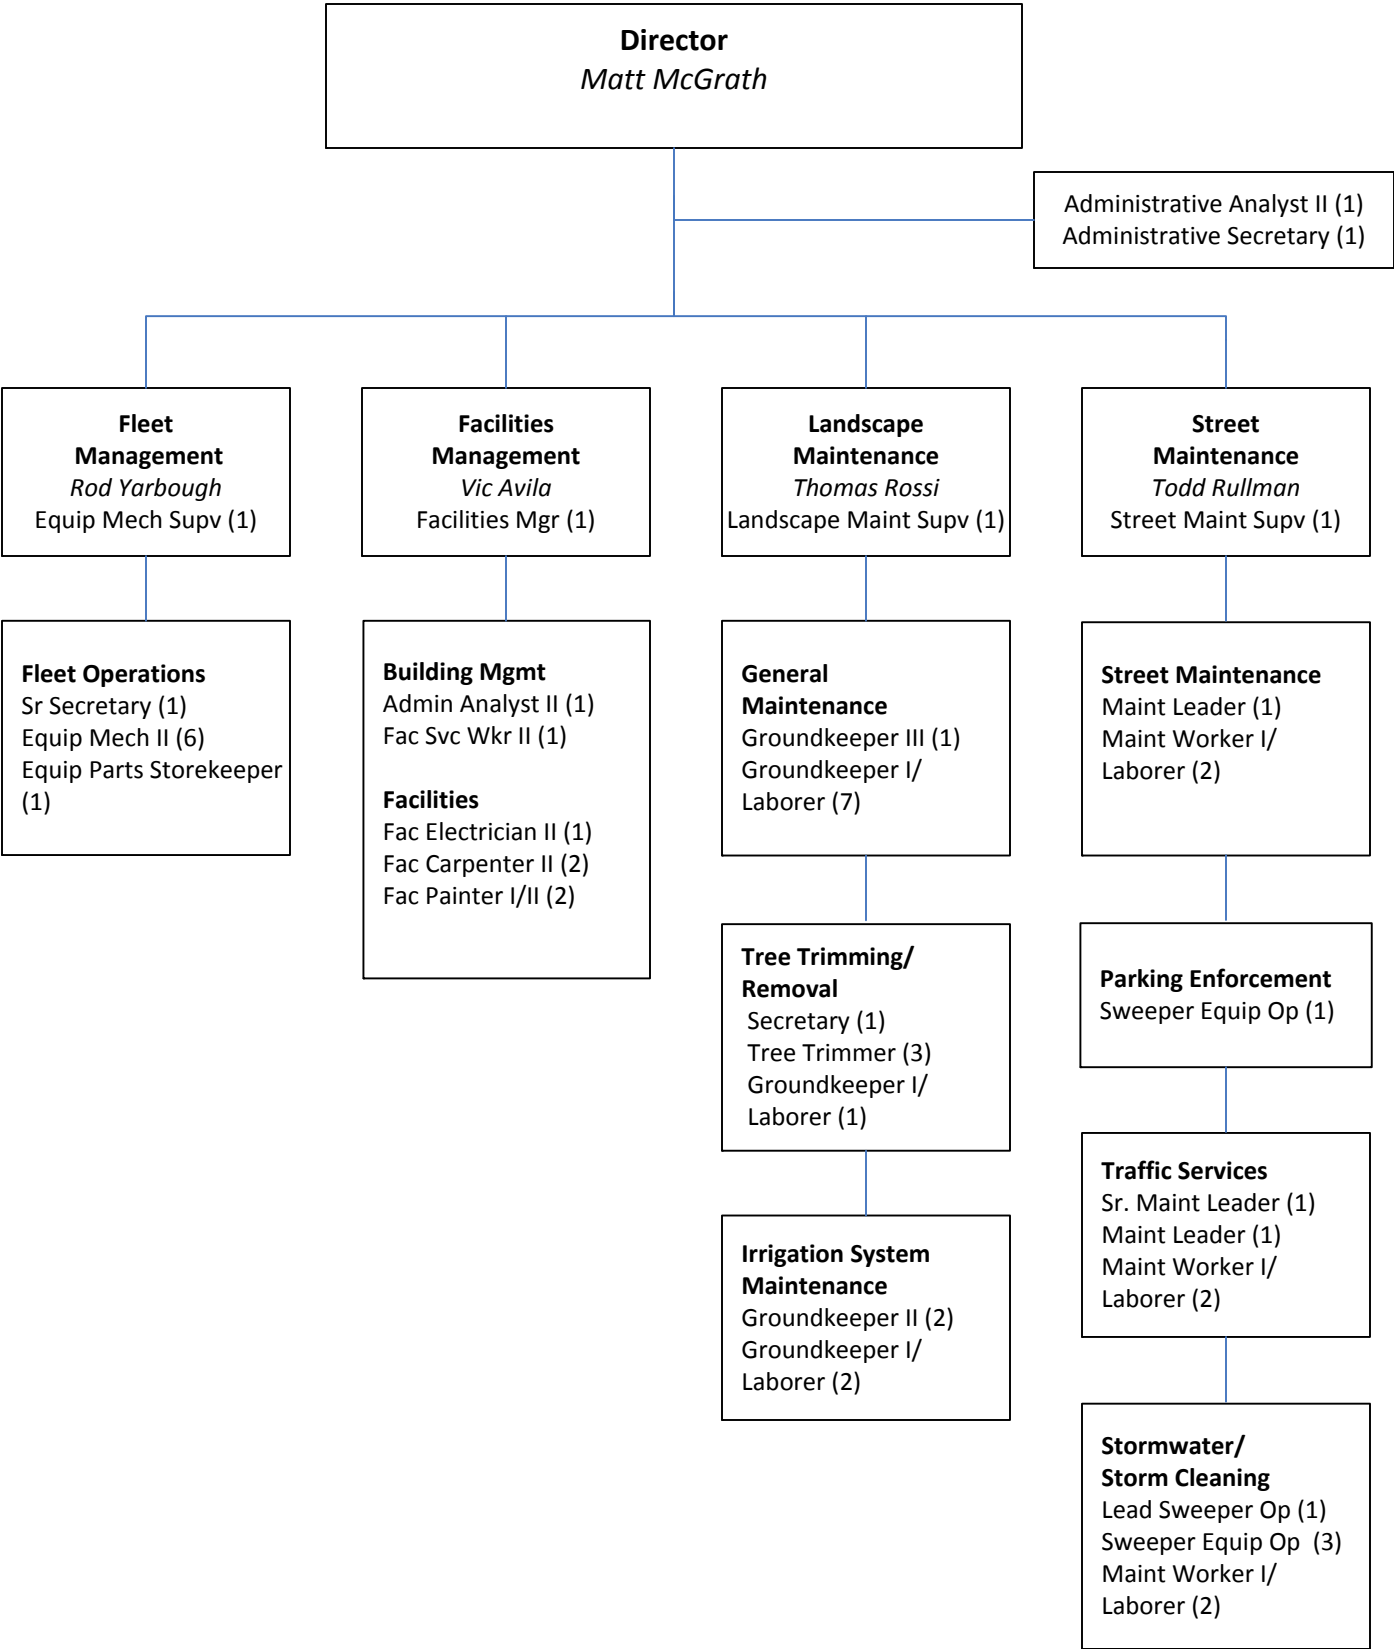 Director
Matt McGrath
Administrative Analyst II (1)
Administrative Secretary (1)
Fleet
Management
Rod Yarbough
Equip Mech Supv (1)
Facilities
Management
Vic Avila
Facilities Mgr (1)
Landscape
Maintenance
Thomas Rossi
Landscape Maint Supv (1)
Street
Maintenance
Todd Rullman
Street Maint Supv (1)
Fleet Operations
Sr Secretary (1)
Equip Mech II (6)
Equip Parts Storekeeper
(1)
Building Mgmt
Admin Analyst II (1)
Fac Svc Wkr II (1)
Facilities
Fac Electrician II (1)
Fac Carpenter II (2)
Fac Painter I/II (2)
General
Maintenance
Groundkeeper III (1)
Groundkeeper I/
Laborer (7)
Tree Trimming/
Removal
Secretary (1)
Tree Trimmer (3)
Groundkeeper I/
Laborer (1)
Irrigation System
Maintenance
Groundkeeper II (2)
Groundkeeper I/
Laborer (2)
Street Maintenance
Maint Leader (1)
Maint Worker I/
Laborer (2)
Parking Enforcement
Sweeper Equip Op (1)
Traffic Services
Sr. Maint Leader (1)
Maint Leader (1)
Maint Worker I/
Laborer (2)
Stormwater/
Storm Cleaning
Lead Sweeper Op (1)
Sweeper Equip Op  (3)
Maint Worker I/
Laborer (2)